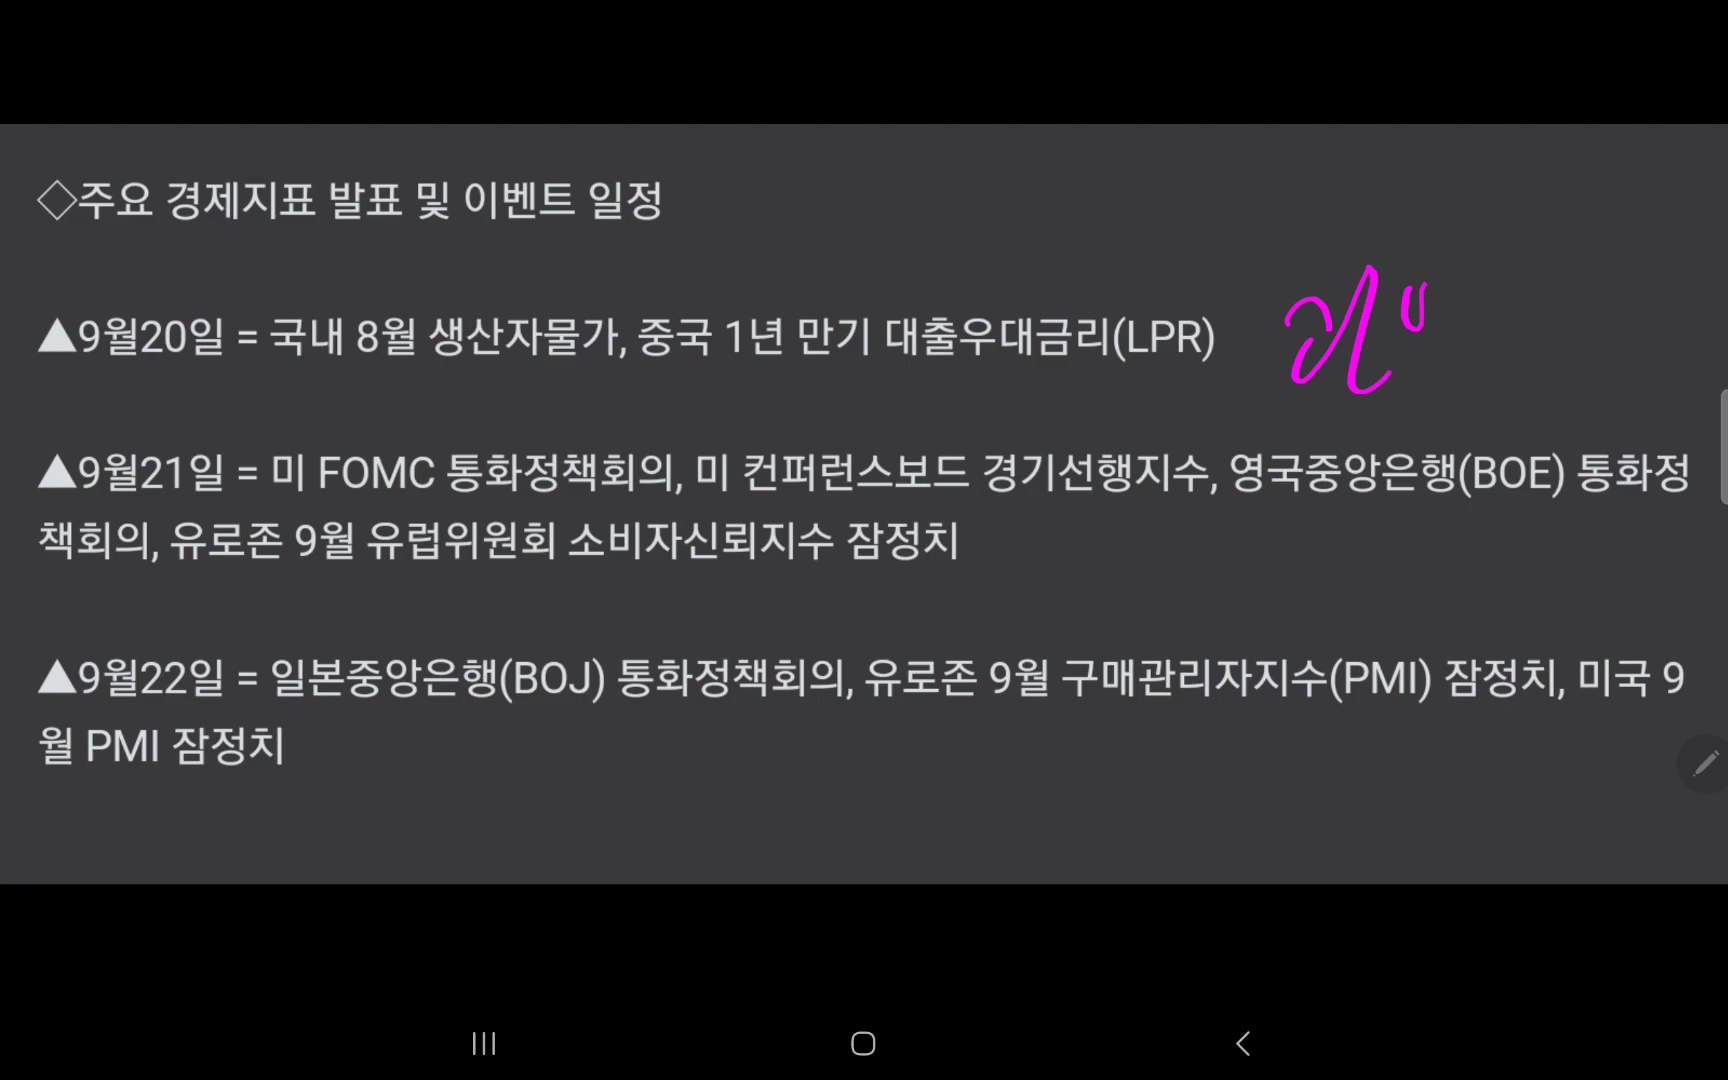 ◇주요 경제지표 발표 및 이벤트 일정
▲9월20일 = 국내 8월 생산자물가, 중국 1년 만기 대출우대금리(LPR)
▲9월21일 = 미 FOMC 통화정책회의, 미 컨퍼런스보드 경기선행지수, 영국중앙은행(BOE) 통화정
책회의, 유로존 9월 유럽위원회 소비자신뢰지수 잠정치
▲9월22일 = 일본중앙은행(BOJ) 통화정책회의, 유로존 9월 구매관리자지수(PMI) 잠정치, 미국 9
월 PMI 잠정치